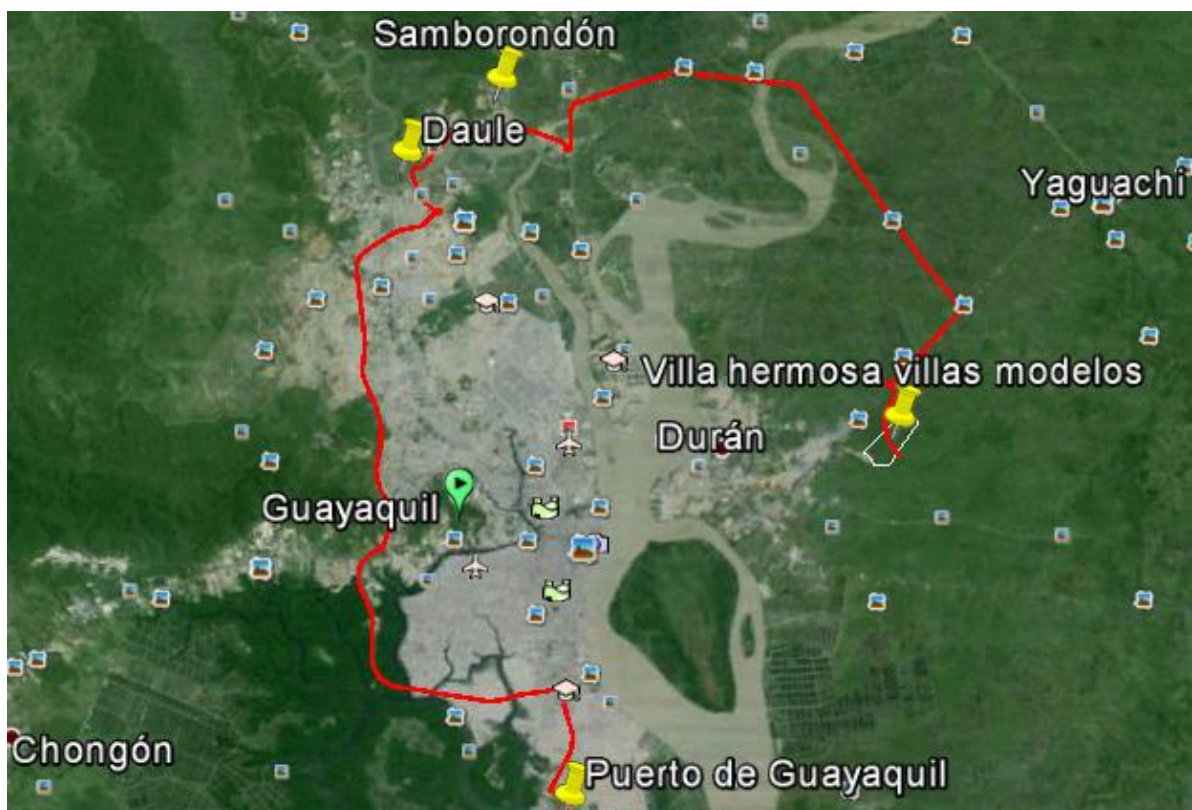 Samborondón
Daule
Yaguachi
Villa hermosa villas modelos
Durán
Guayaquil
Chongón
Puerto de Guayaquil